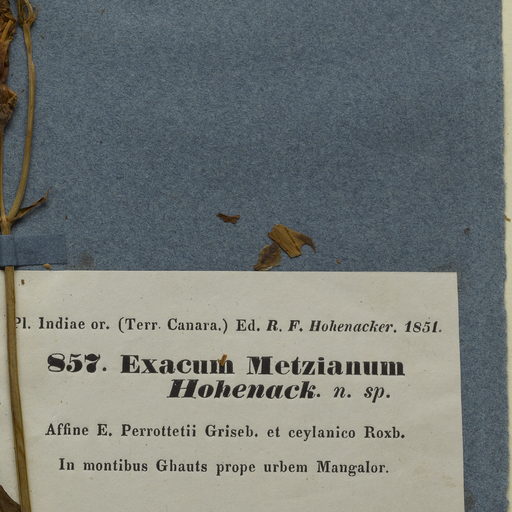 Pl. Indiae or. (Terr. Canara.) Ed. R. F. Hohenacker. 1851.
857. Exacum Metzianum
Hohenack. n. sp.
Affine E. Perrottetii Griseb. et ceylanico Roxb.
In montibus Ghauts prope urbem Mangalor.